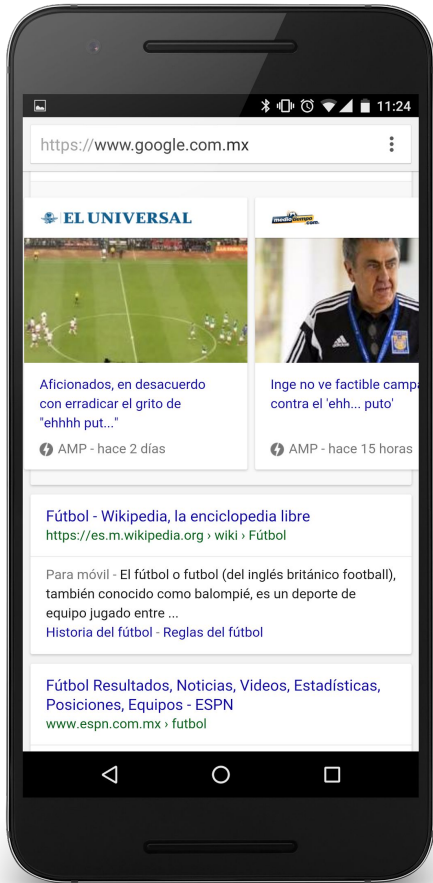 11:24
https://www.google.com.mx
EL UNIVERSAL
mediotiempo
.com
Aficionados, en desacuerdo
con erradicar el grito de
"ehhhh put..."
AMP - hace 2 días
Inge no ve factible campa
contra el 'ehh... puto'
AMP - hace 15 horas
Fútbol - Wikipedia, la enciclopedia libre
https://es.m.wikipedia.org › wiki › Fútbol
Para móvil - El fútbol o futbol (del inglés británico football),
también conocido como balompié, es un deporte de
equipo jugado entre ...
Historia del fútbol - Reglas del fútbol
Fútbol Resultados, Noticias, Videos, Estadísticas,
Posiciones, Equipos - ESPN
www.espn.com.mx › futbol